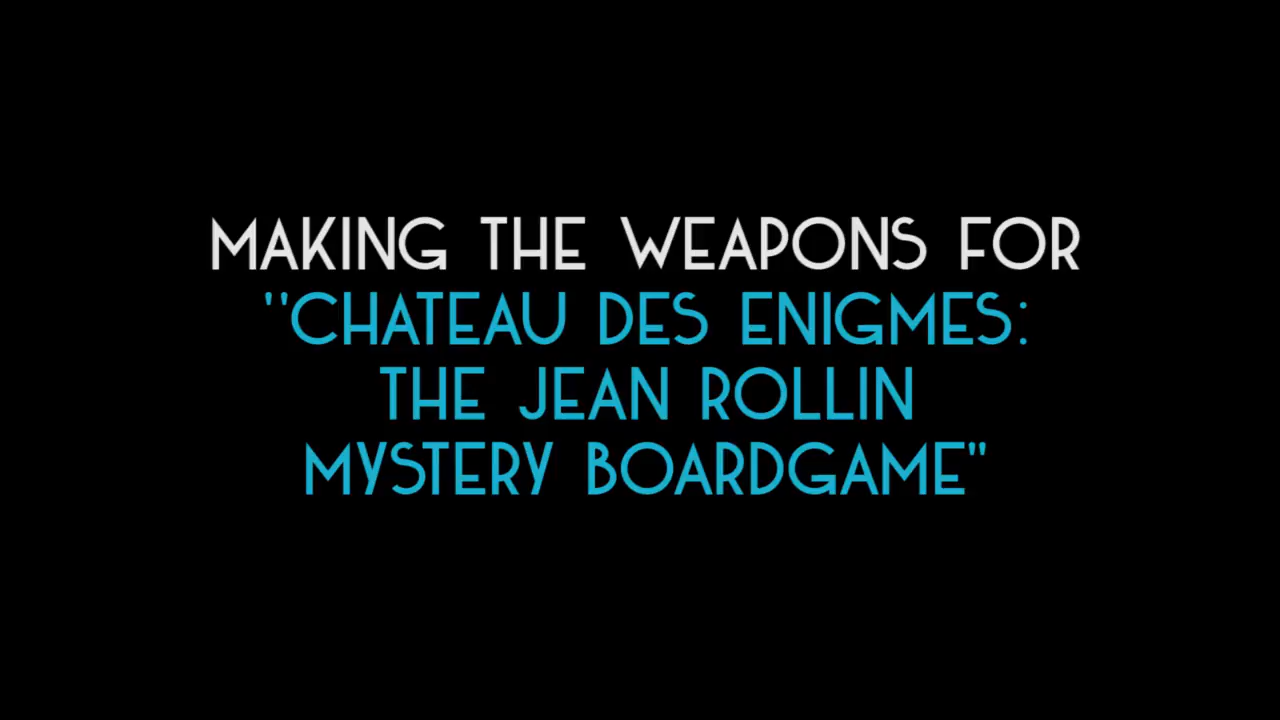 MAKING THE WEAPONS FOR
"CHATEAU DES ENIGMES:
THE JEAN ROLLIN
MYSTERY BOARDGAME"